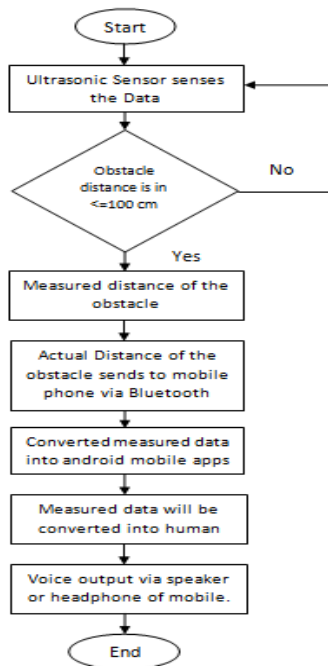 Start
Ultrasonic Sensor senses
the Data
Obstacle
distance is in
<=100 cm
No
Yes
Measured distance of the
obstacle
Actual Distance of the
obstacle sends to mobile
phone via Bluetooth
Converted measured data
into android mobile apps
Measured data will be
converted into human
Voice output via speaker
or headphone of mobile.
End